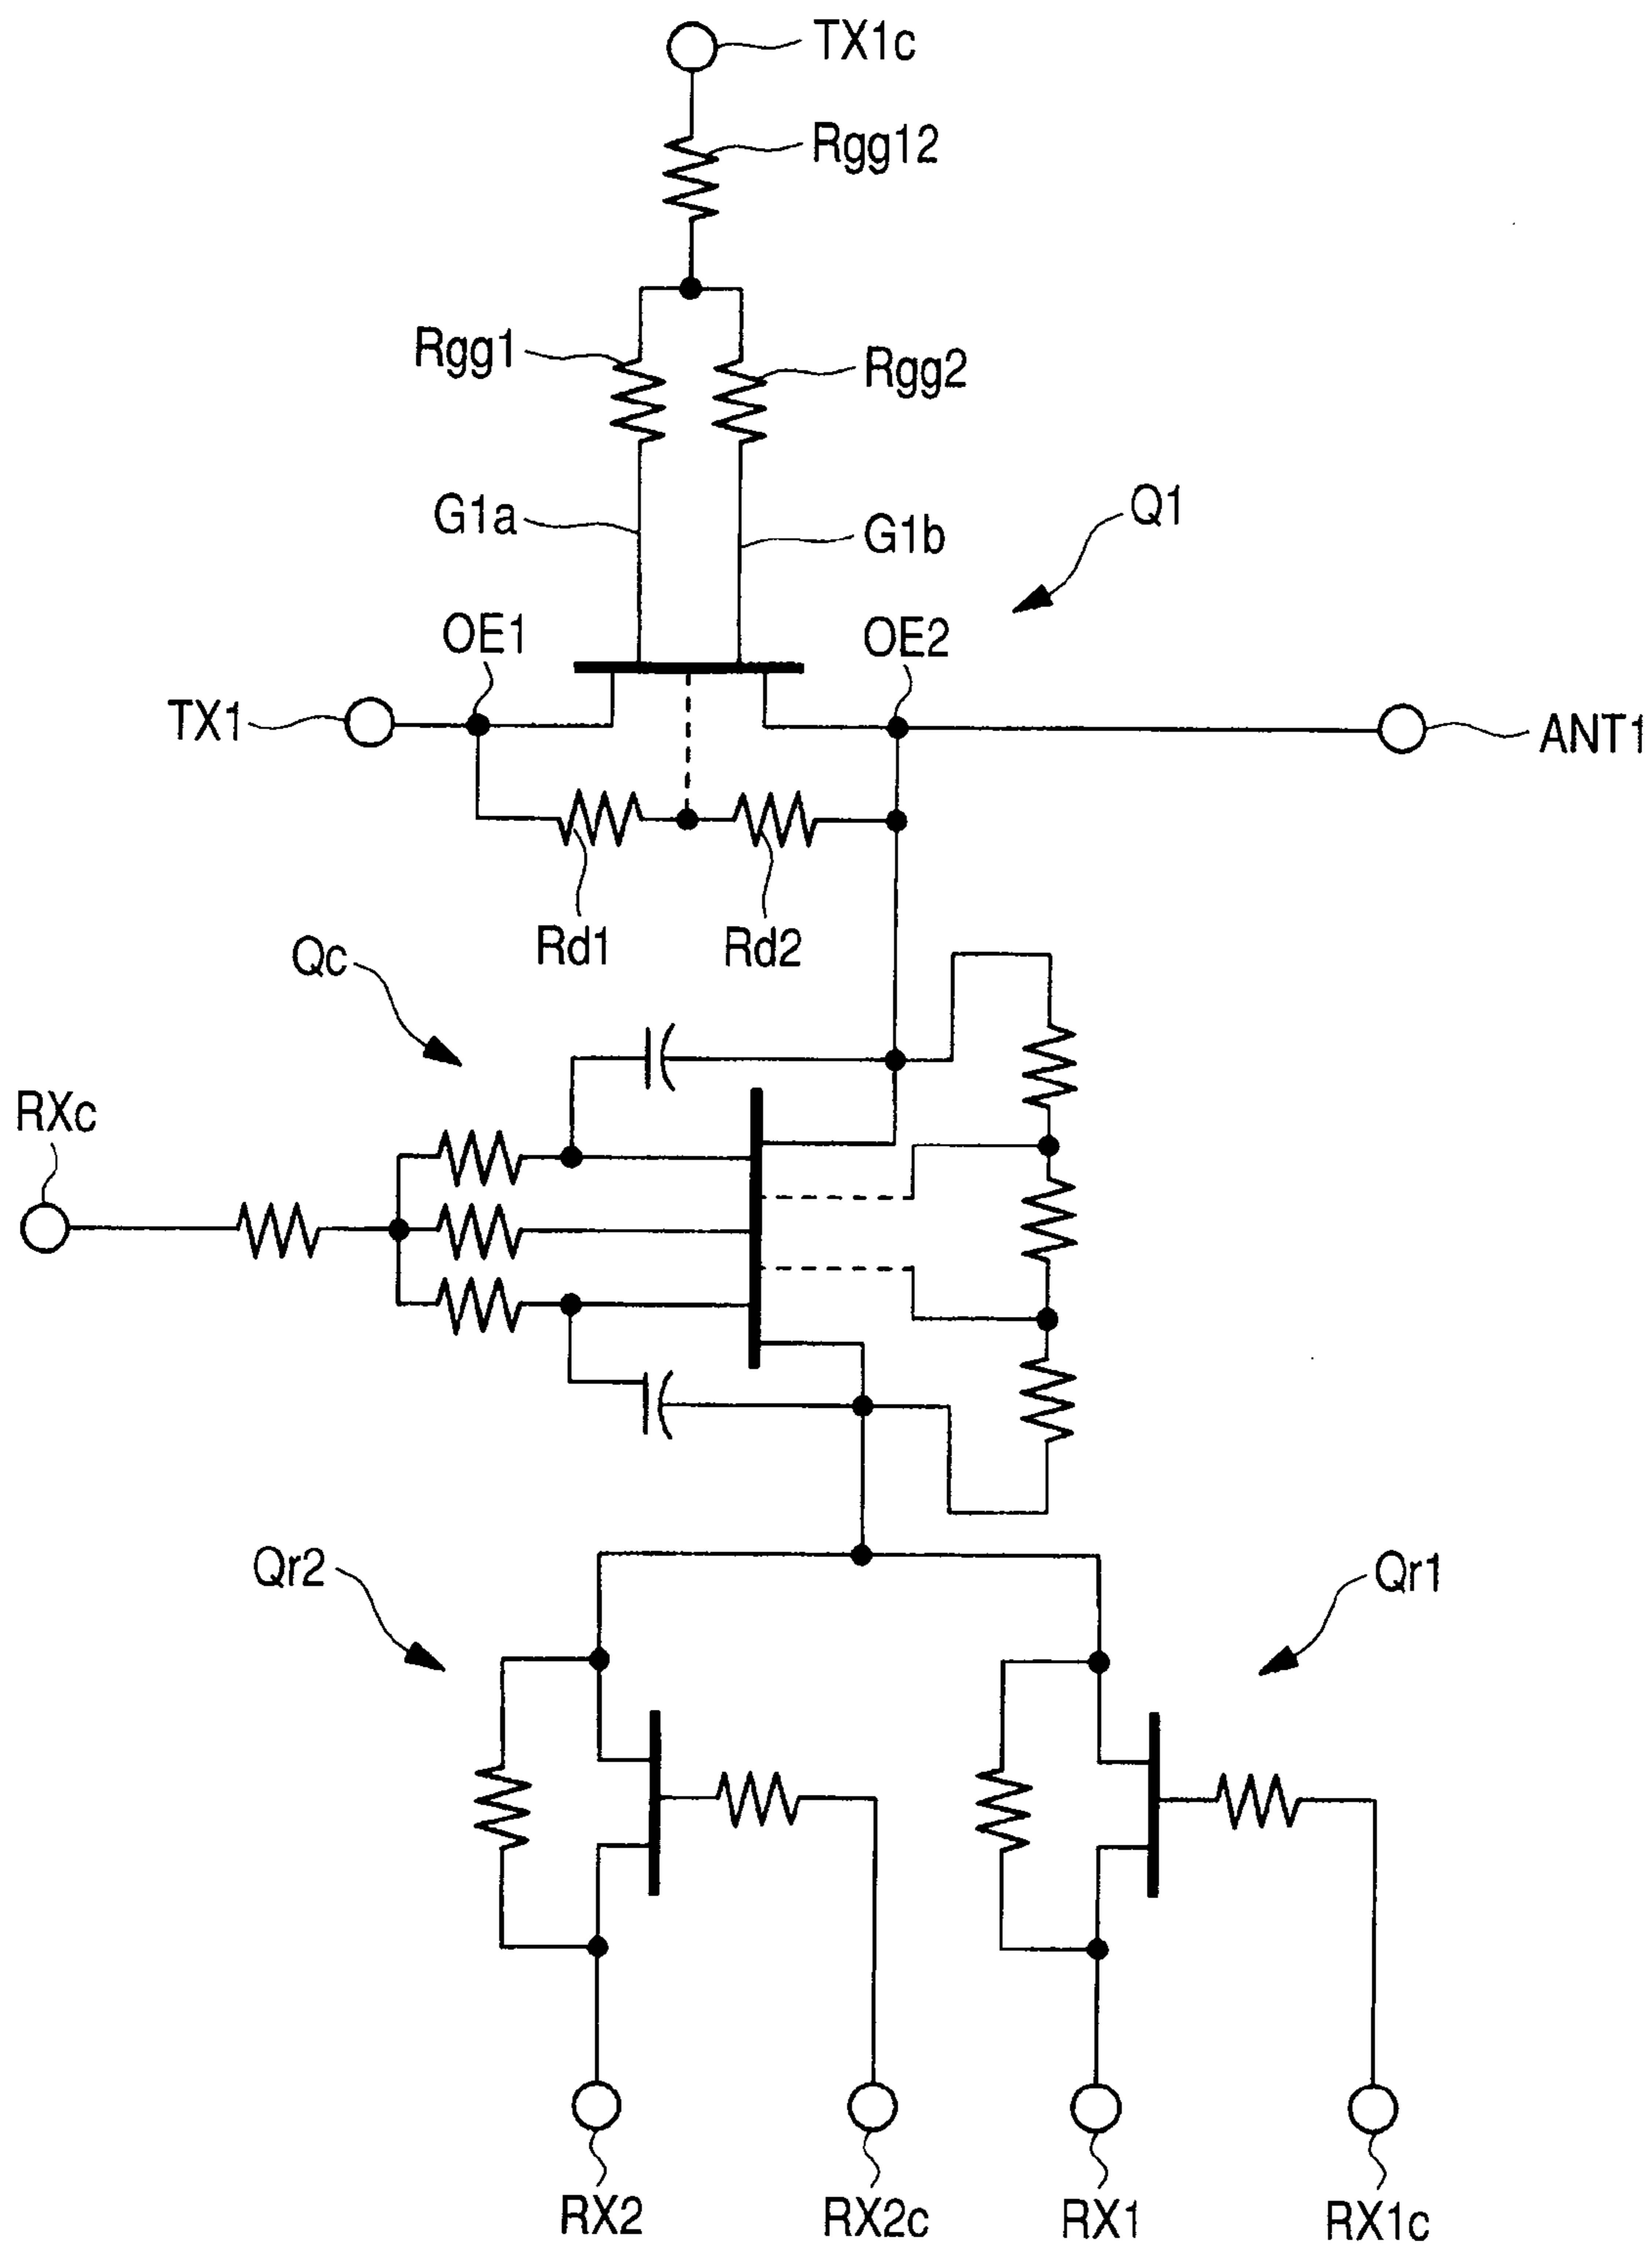 TX1c
Rgg12
Rgg1
Rgg2
G1a
G1b
Q1
OE1
OE2
TX1
ANT1
Rd1
Rd2
Qc
RXc
Qr2
Qr1
RX2
RX2c
RX1
RX1c